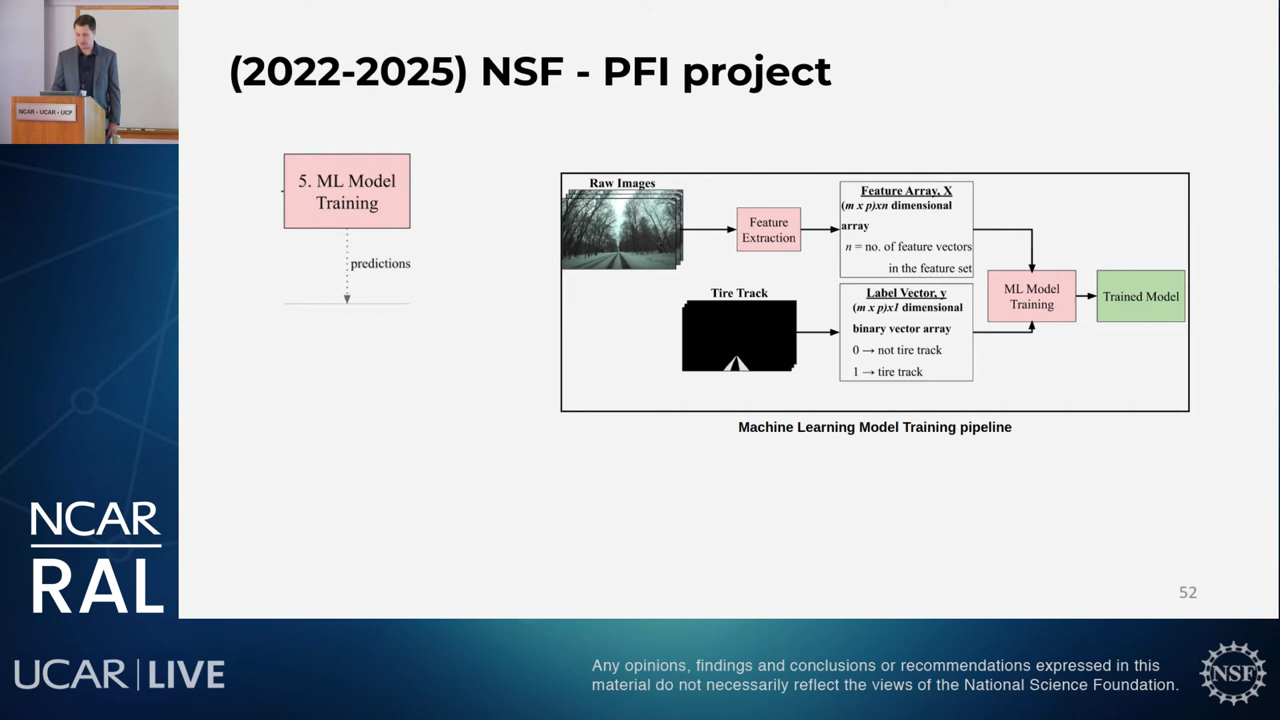 NCAR • UCAR • UCP
(2022-2025) NSF - PFI project
5. ML Model
Training
predictions
Raw Images
Feature
Extraction
Feature Array, X
(m x p)xn dimensional
array
n = no. of feature vectors
in the feature set
Tire Track
Label Vector, y
(m x p)x1 dimensional
binary vector array
0 → not tire track
1 → tire track
ML Model
Training
Trained Model
Machine Learning Model Training pipeline
52
NCAR
RAL
UCAR | LIVE
Any opinions, findings and conclusions or recommendations expressed in this
material do not necessarily reflect the views of the National Science Foundation.
NSF